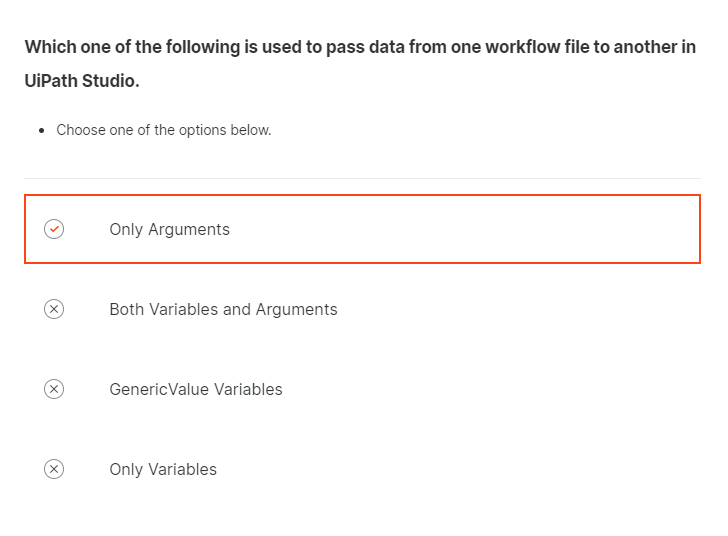 Which one of the following is used to pass data from one workflow file to another in
UiPath Studio.
Choose one of the options below.
Only Arguments
Both Variables and Arguments
GenericValue Variables
Only Variables